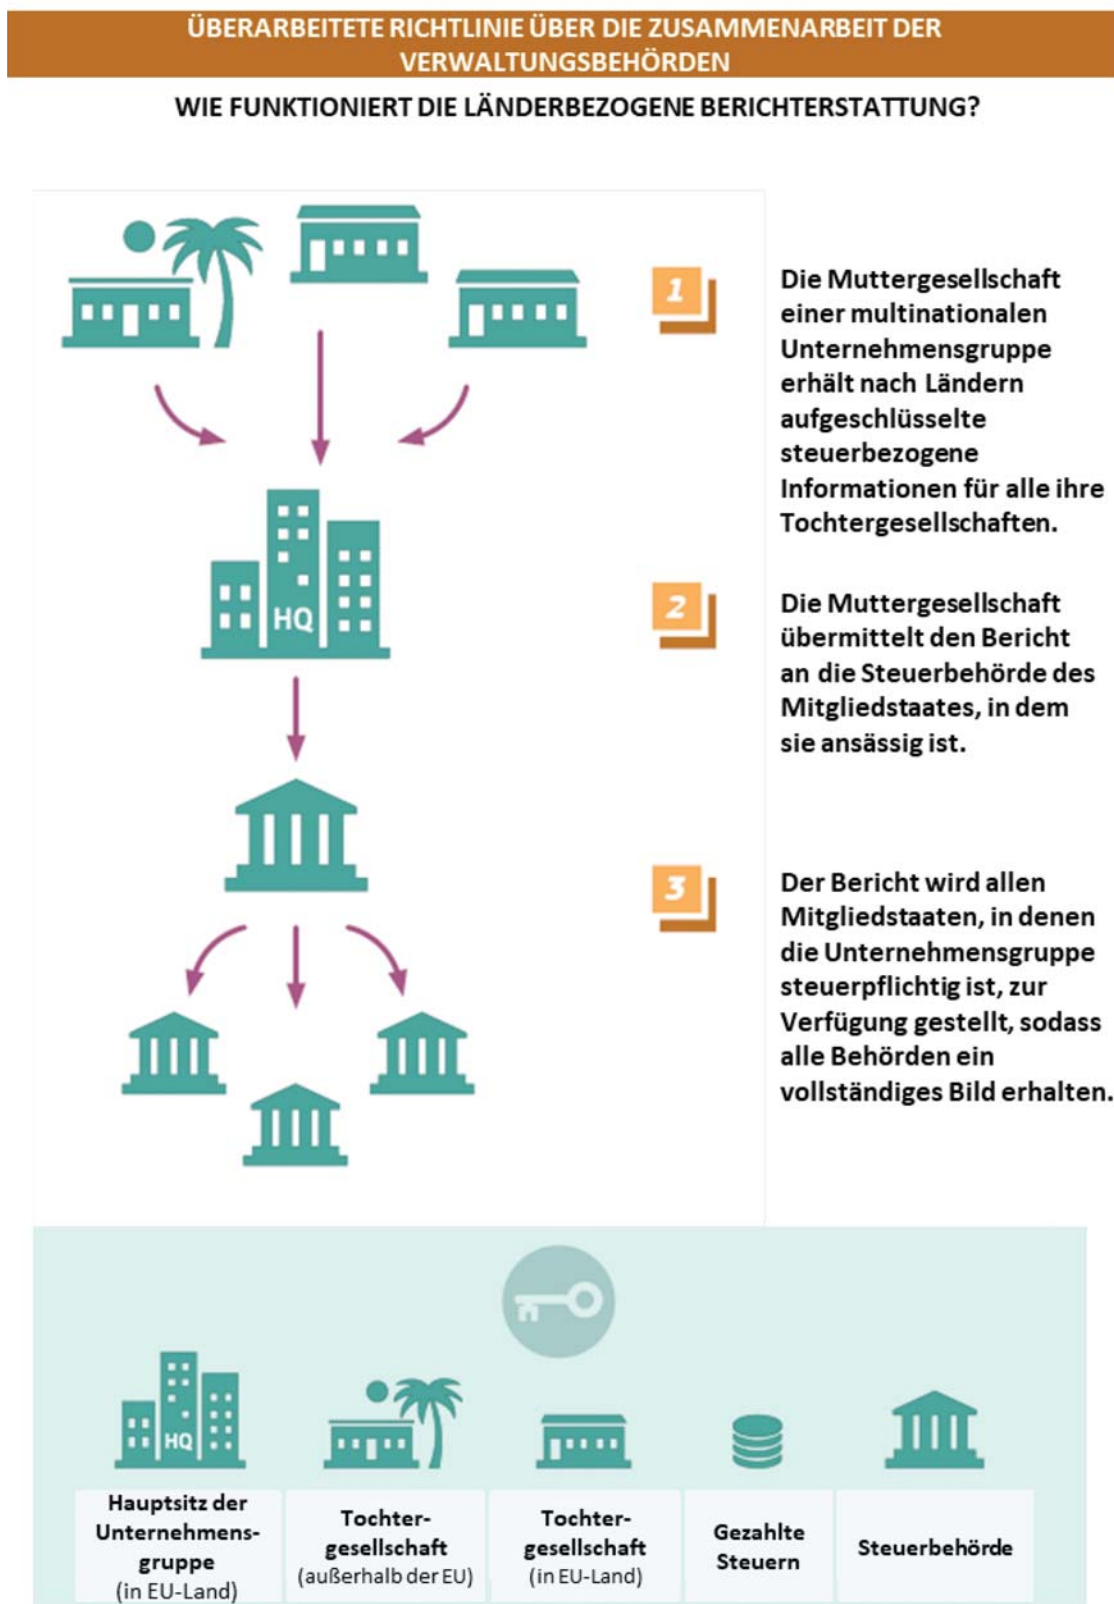 ÜBERARBEITETE RICHTLINIE ÜBER DIE ZUSAMMENARBEIT DER
VERWALTUNGSBEHÖRDEN
WIE FUNKTIONIERT DIE LÄNDERBEZOGENE BERICHTERSTATTUNG?
1
Die Muttergesellschaft
einer multinationalen
Unternehmensgruppe
erhält nach Ländern
aufgeschlüsselte
steuerbezogene
Informationen für alle ihre
Tochtergesellschaften.
HQ
2
Die Muttergesellschaft
übermittelt den Bericht
an die Steuerbehörde des
Mitgliedstaates, in dem
sie ansässig ist.
3
Der Bericht wird allen
Mitgliedstaaten, in denen
die Unternehmensgruppe
steuerpflichtig ist, zur
Verfügung gestellt, sodass
alle Behörden ein
vollständiges Bild erhalten.
HQ
Hauptsitz der
Unternehmens-
gruppe
(in EU-Land)
Tochter-
gesellschaft
(außerhalb der EU)
Tochter-
gesellschaft
(in EU-Land)
Gezahlte
Steuern
Steuerbehörde